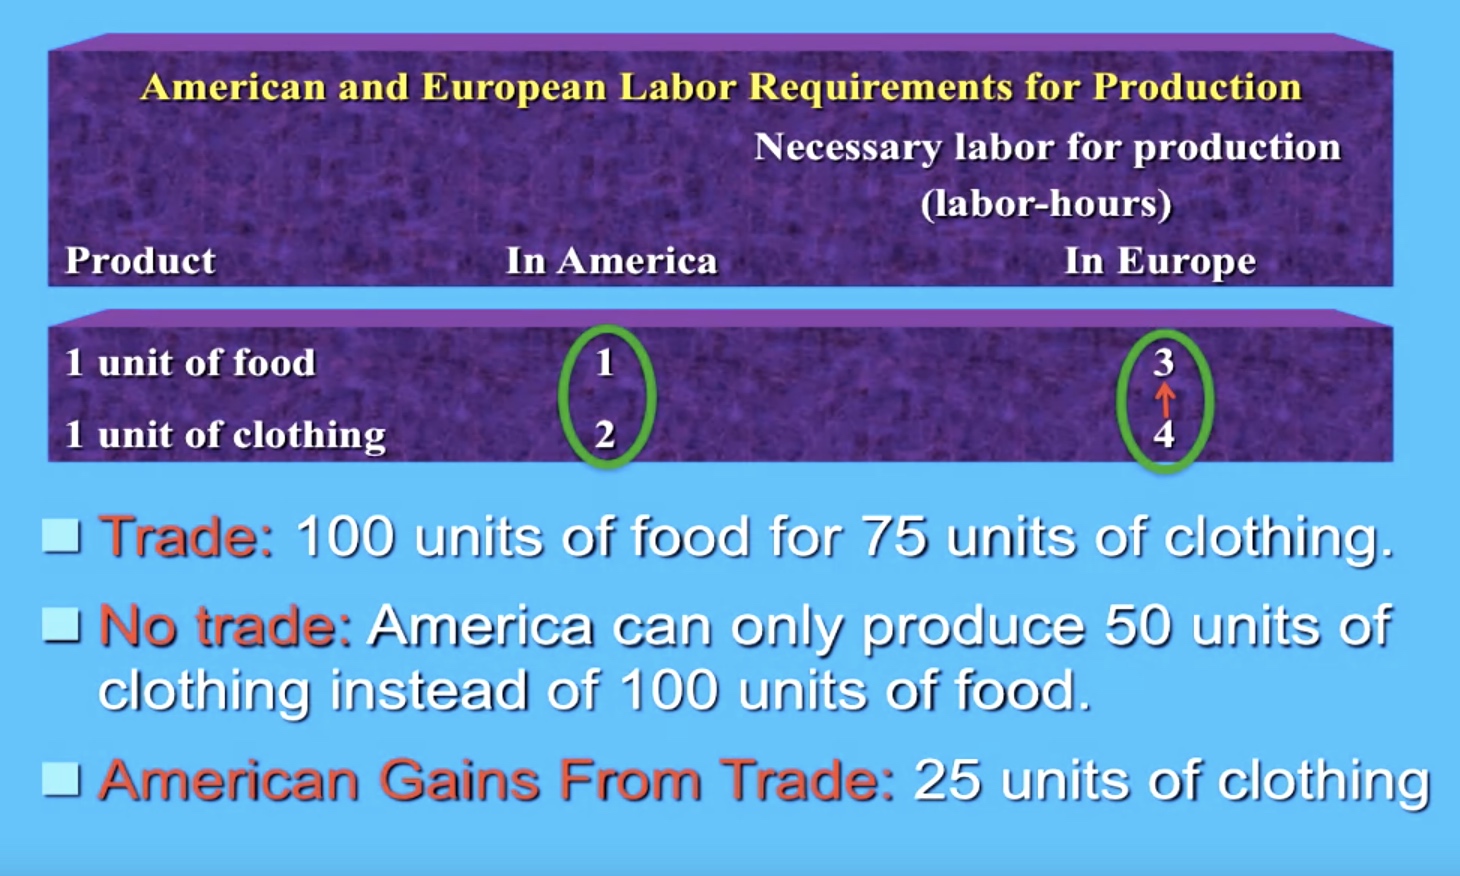 American and European Labor Requirements for Production
Necessary labor for production
(labor-hours)
Product In America In Europe
1 unit of food 1 3
1 unit of clothing 2 4
Trade: 100 units of food for 75 units of clothing.
No trade: America can only produce 50 units of
clothing instead of 100 units of food.
American Gains From Trade: 25 units of clothing